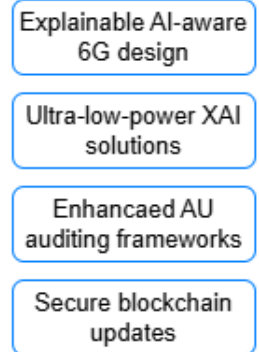 Explainable AI-aware
6G design
Ultra-low-power XAI
solutions
Enhancaed AU
auditing frameworks
Secure blockchain
updates